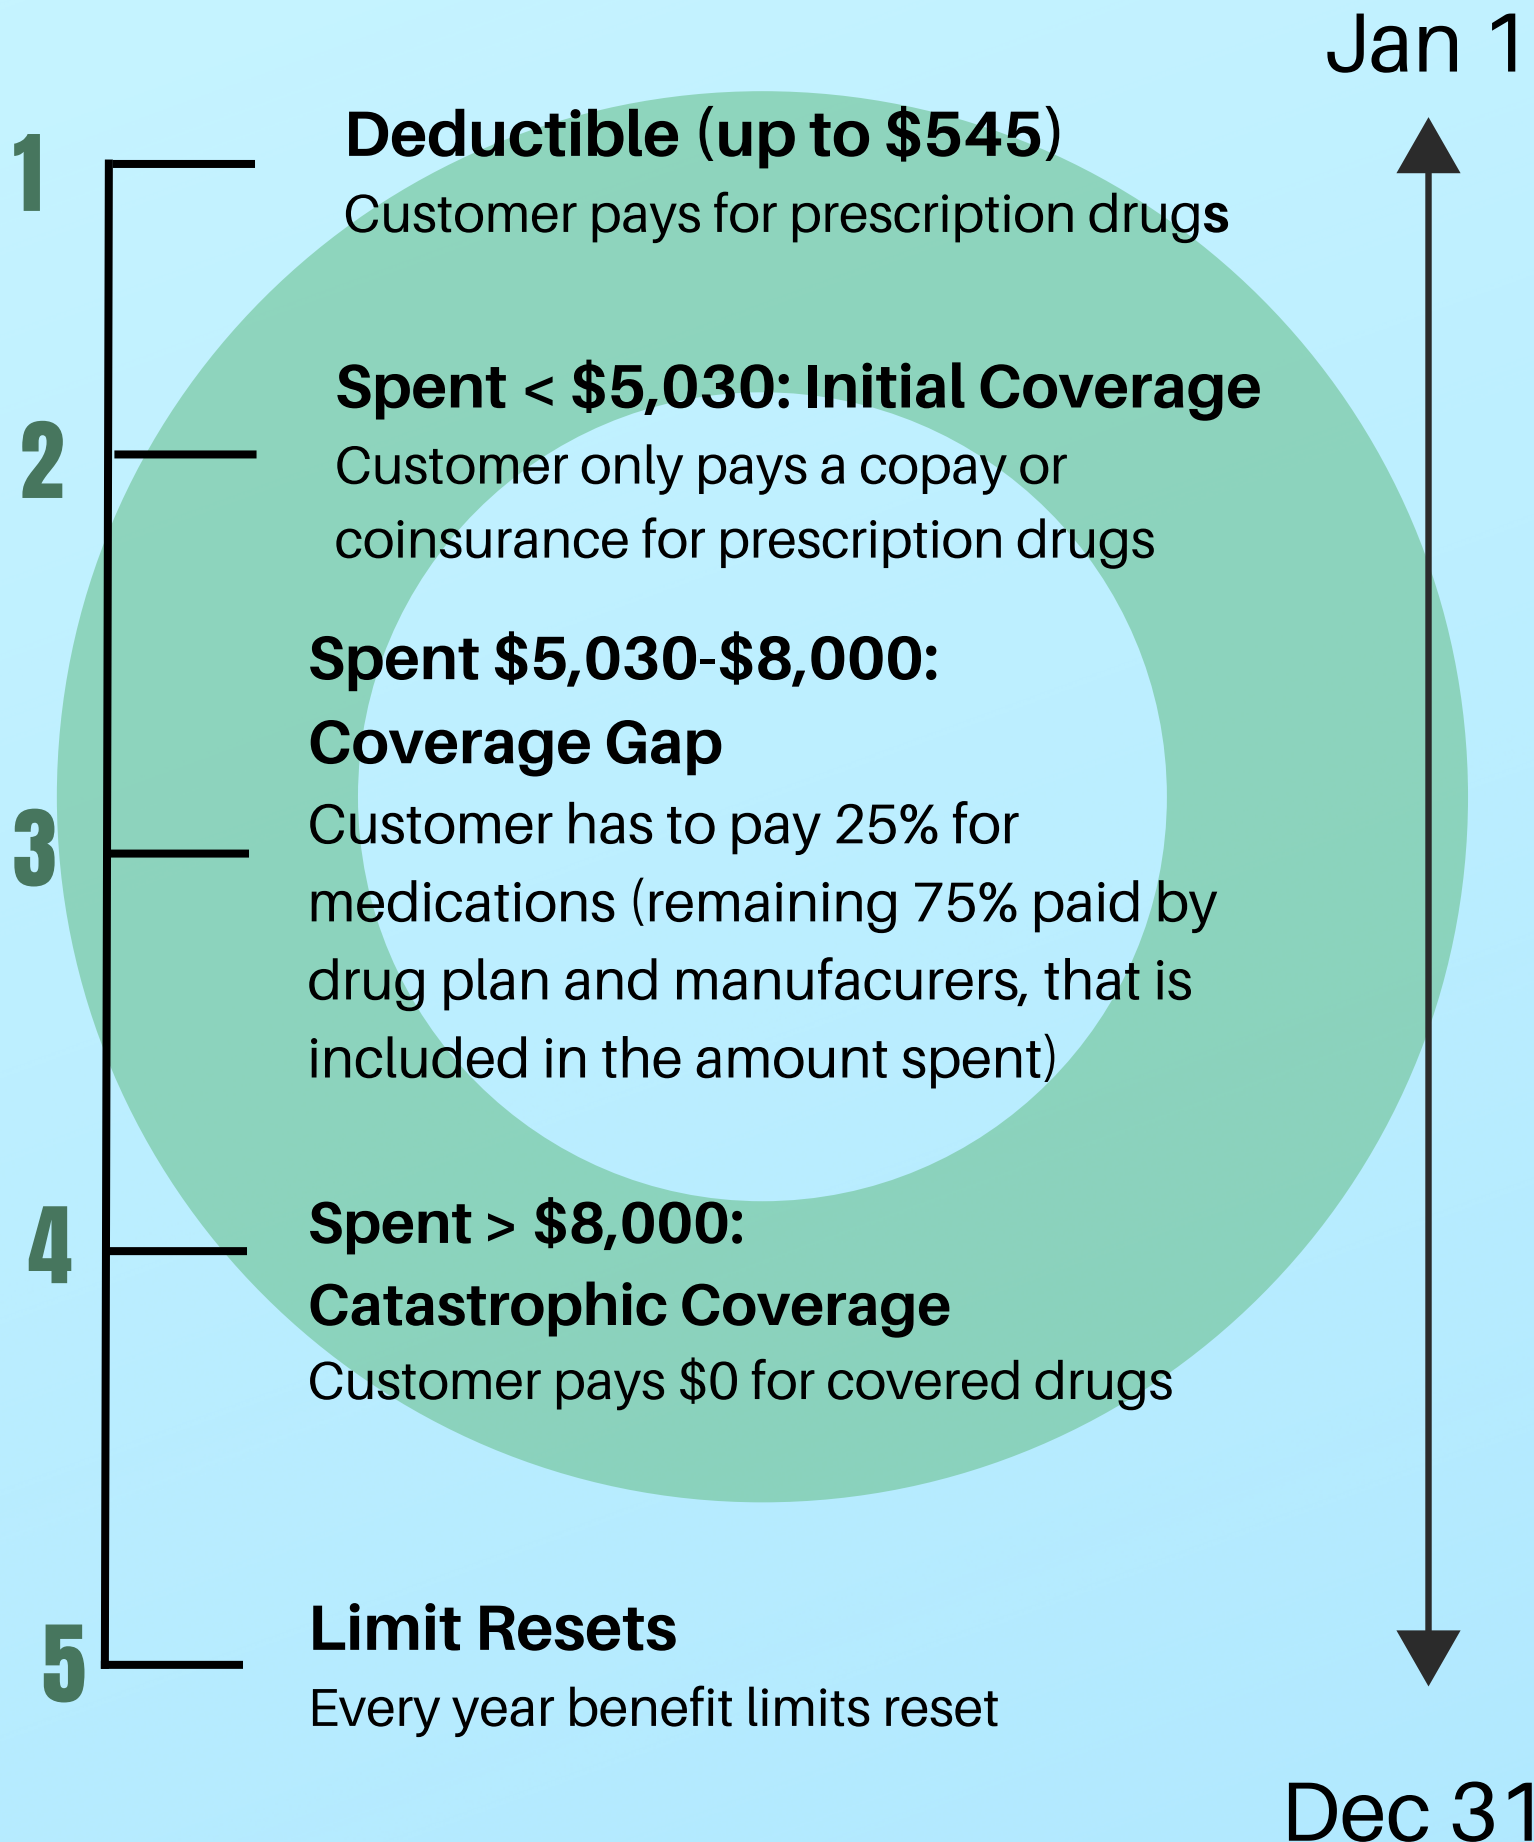 Jan 1
1
Deductible (up to $545)
Customer pays for prescription drugs
2
Spent < $5,030: Initial Coverage
Customer only pays a copay or
coinsurance for prescription drugs
3
Spent $5,030-$8,000:
Coverage Gap
Customer has to pay 25% for
medications (remaining 75% paid by
drug plan and manufacurers, that is
included in the amount spent)
4
Spent > $8,000:
Catastrophic Coverage
Customer pays $0 for covered drugs
5
Limit Resets
Every year benefit limits reset
Dec 31